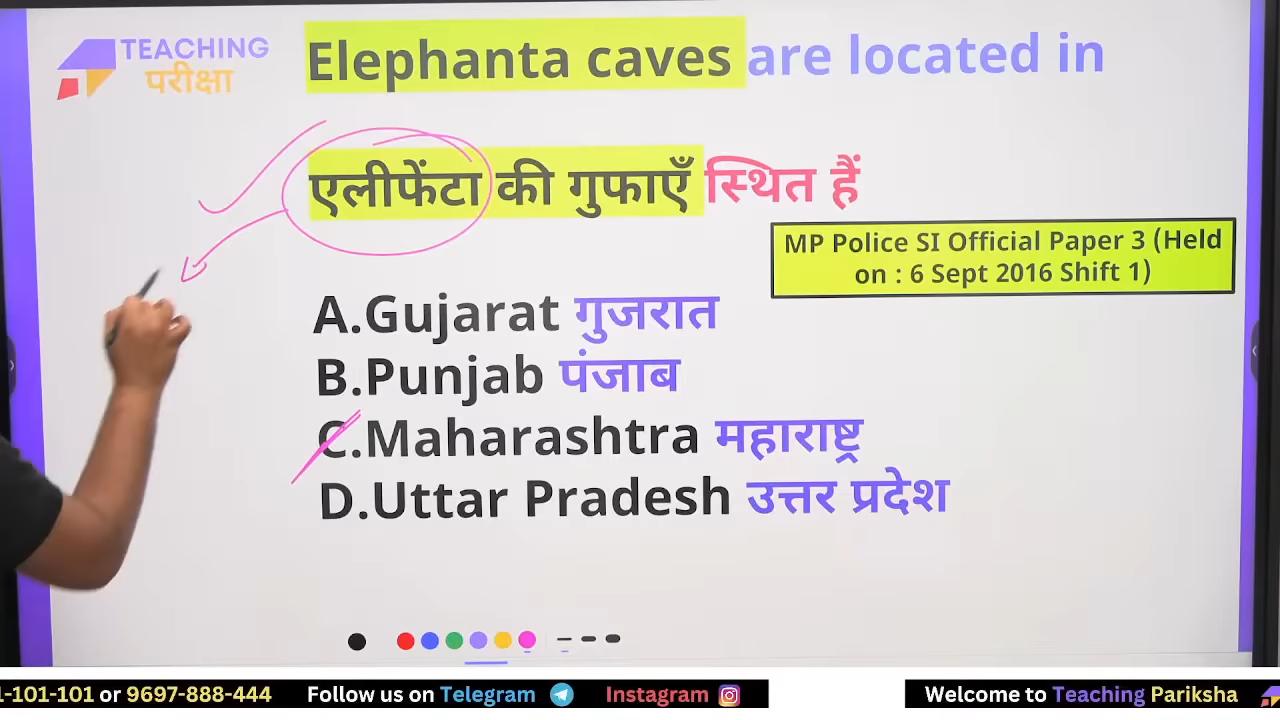 TEACHING
परीक्षा
Elephanta caves are located in
एलीफेंटा की गुफाएँ स्थित हैं
MP Police SI Official Paper 3 (Held
on : 6 Sept 2016 Shift 1)
A.Gujarat गुजरात
B.Punjab पंजाब
C.Maharashtra महाराष्ट्र
D.Uttar Pradesh उत्तर प्रदेश
1-101-101 or 9697-888-444 Follow us on Telegram Instagram Welcome to Teaching Pariksha